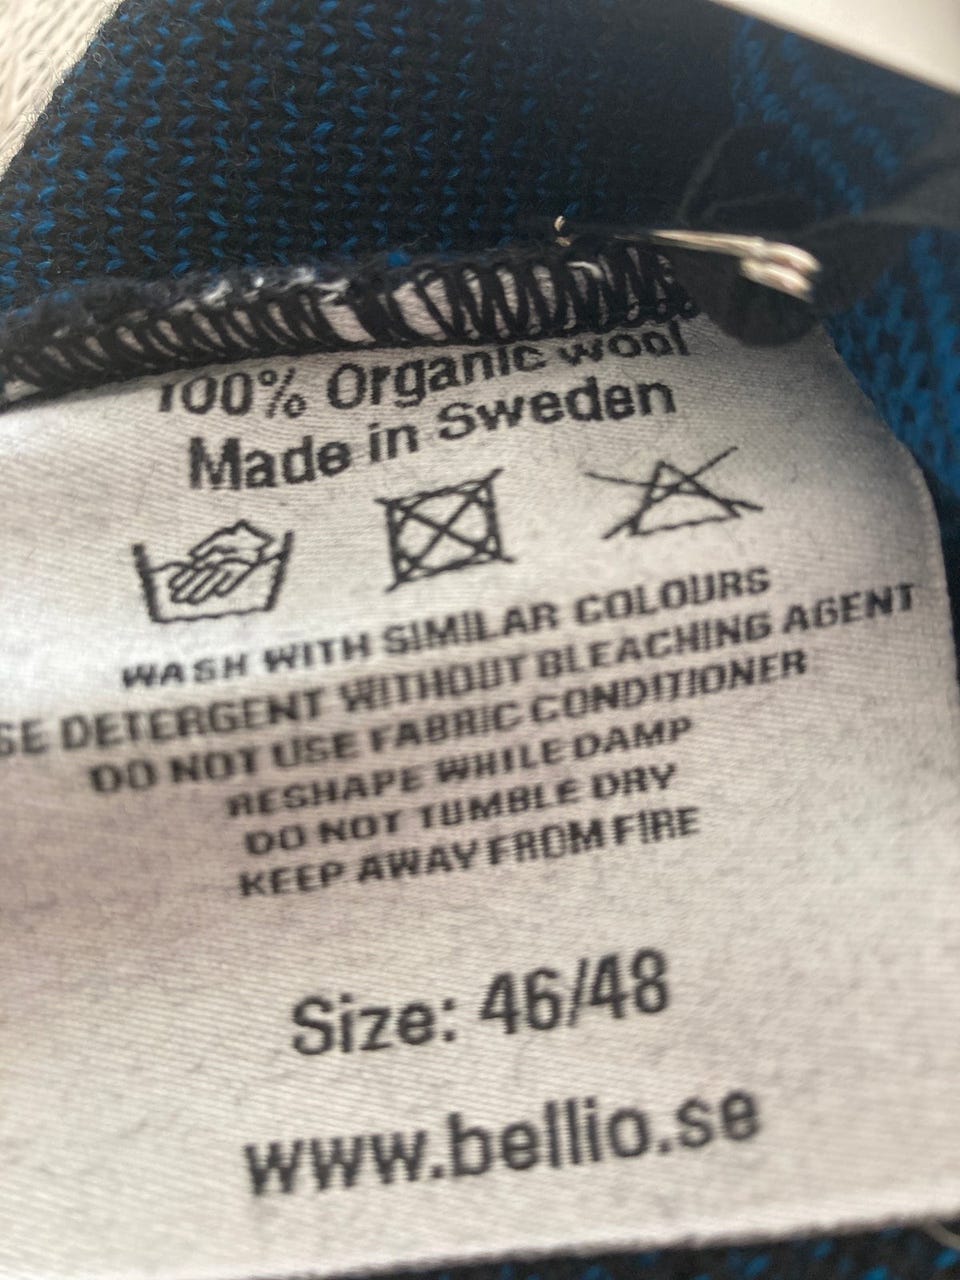 100% Organic wool
Made in Sweden
WASH WITH SIMILAR COLOURS
SE DETERGENT WITHOUT BLEACHING AGENT
DO NOT USE FABRIC CONDITIONER
RESHAPE WHILE DAMP
DO NOT TUMBLE DRY
KEEP AWAY FROM FIRE
Size: 46/48
www.bellio.se